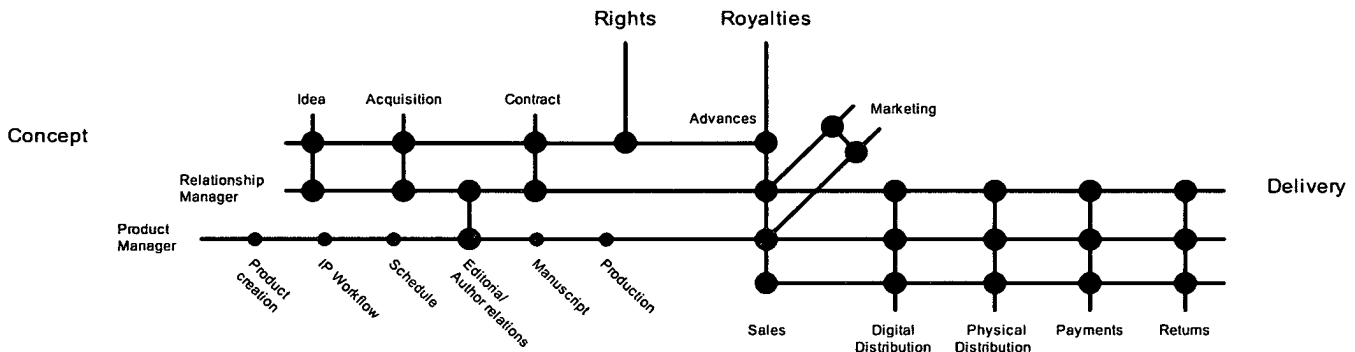 Rights
Royalties
Idea
Acquisition
Contract
Advances
Marketing
Concept
Relationship
Manager
Delivery
Product
Manager
Product
creation
IP Workflow
Schedule
Editorial/
Author relations
Manuscript
Production
Sales
Digital
Distribution
Physical
Distribution
Payments
Returns